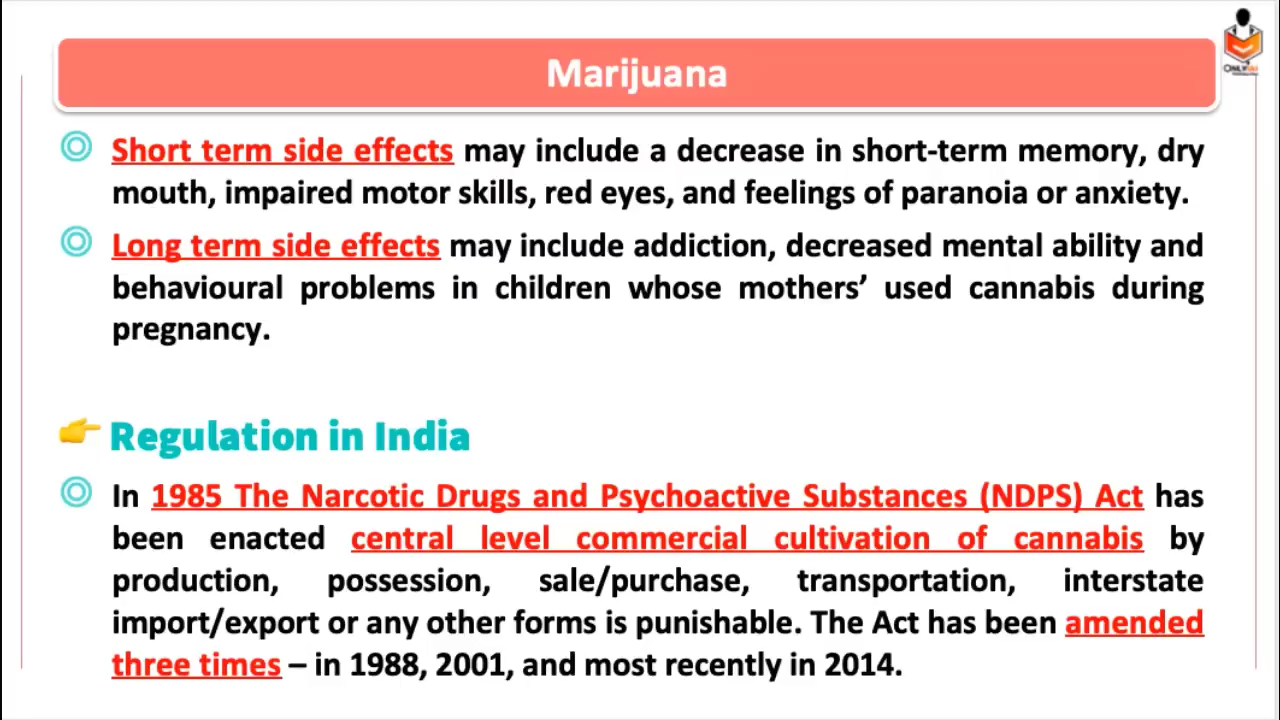 Marijuana
Short term side effects may include a decrease in short-term memory, dry
mouth, impaired motor skills, red eyes, and feelings of paranoia or anxiety.
Long term side effects may include addiction, decreased mental ability and
behavioural problems in children whose mothers’ used cannabis during
pregnancy.
Regulation in India
In 1985 The Narcotic Drugs and Psychoactive Substances (NDPS) Act has
been enacted central level commercial cultivation of cannabis by
production, possession, sale/purchase, transportation, interstate
import/export or any other forms is punishable. The Act has been amended
three times – in 1988, 2001, and most recently in 2014.